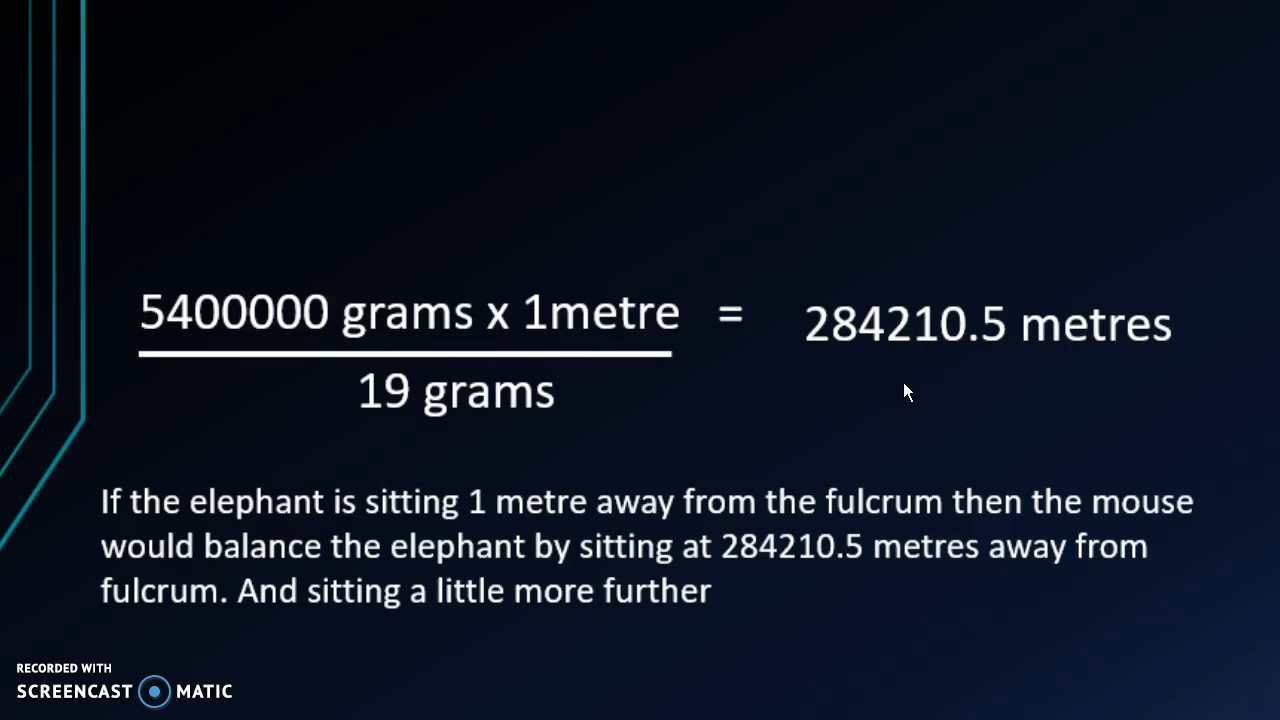 5400000 grams x 1metre = 284210.5 metres
19 grams
If the elephant is sitting 1 metre away from the fulcrum then the mouse
would balance the elephant by sitting at 284210.5 metres away from
fulcrum. And sitting a little more further
RECORDED WITH
SCREENCAST MATIC